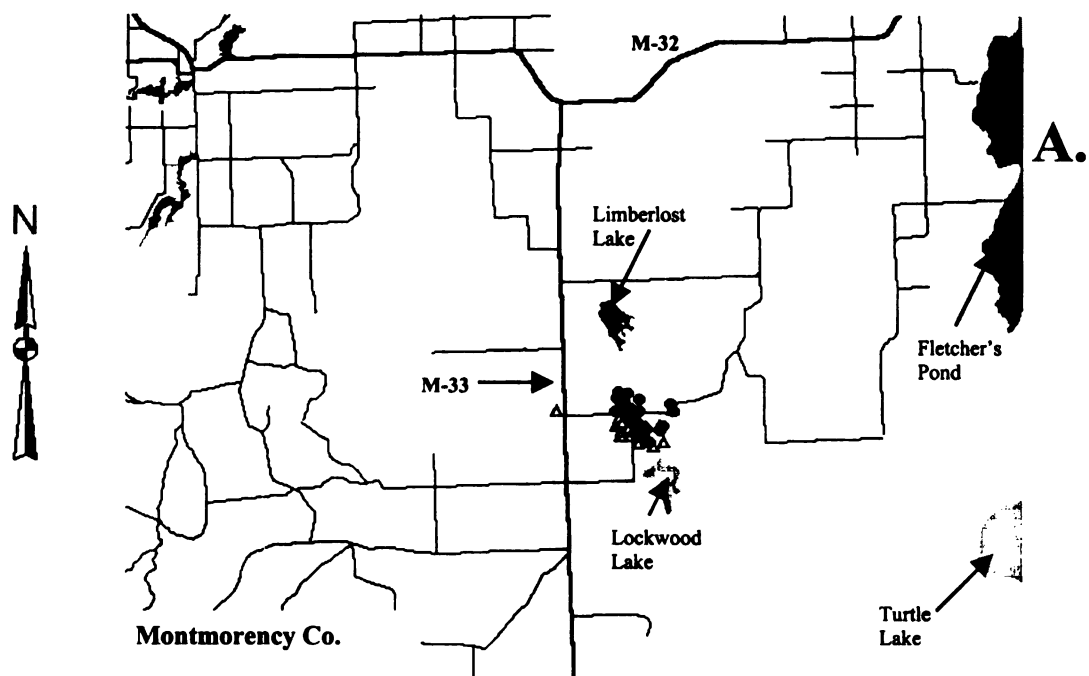 M-32
A.
N
Limberlost
Lake
Fletcher's
Pond
M-33
Lockwood
Lake
Turtle
Lake
Montmorency Co.